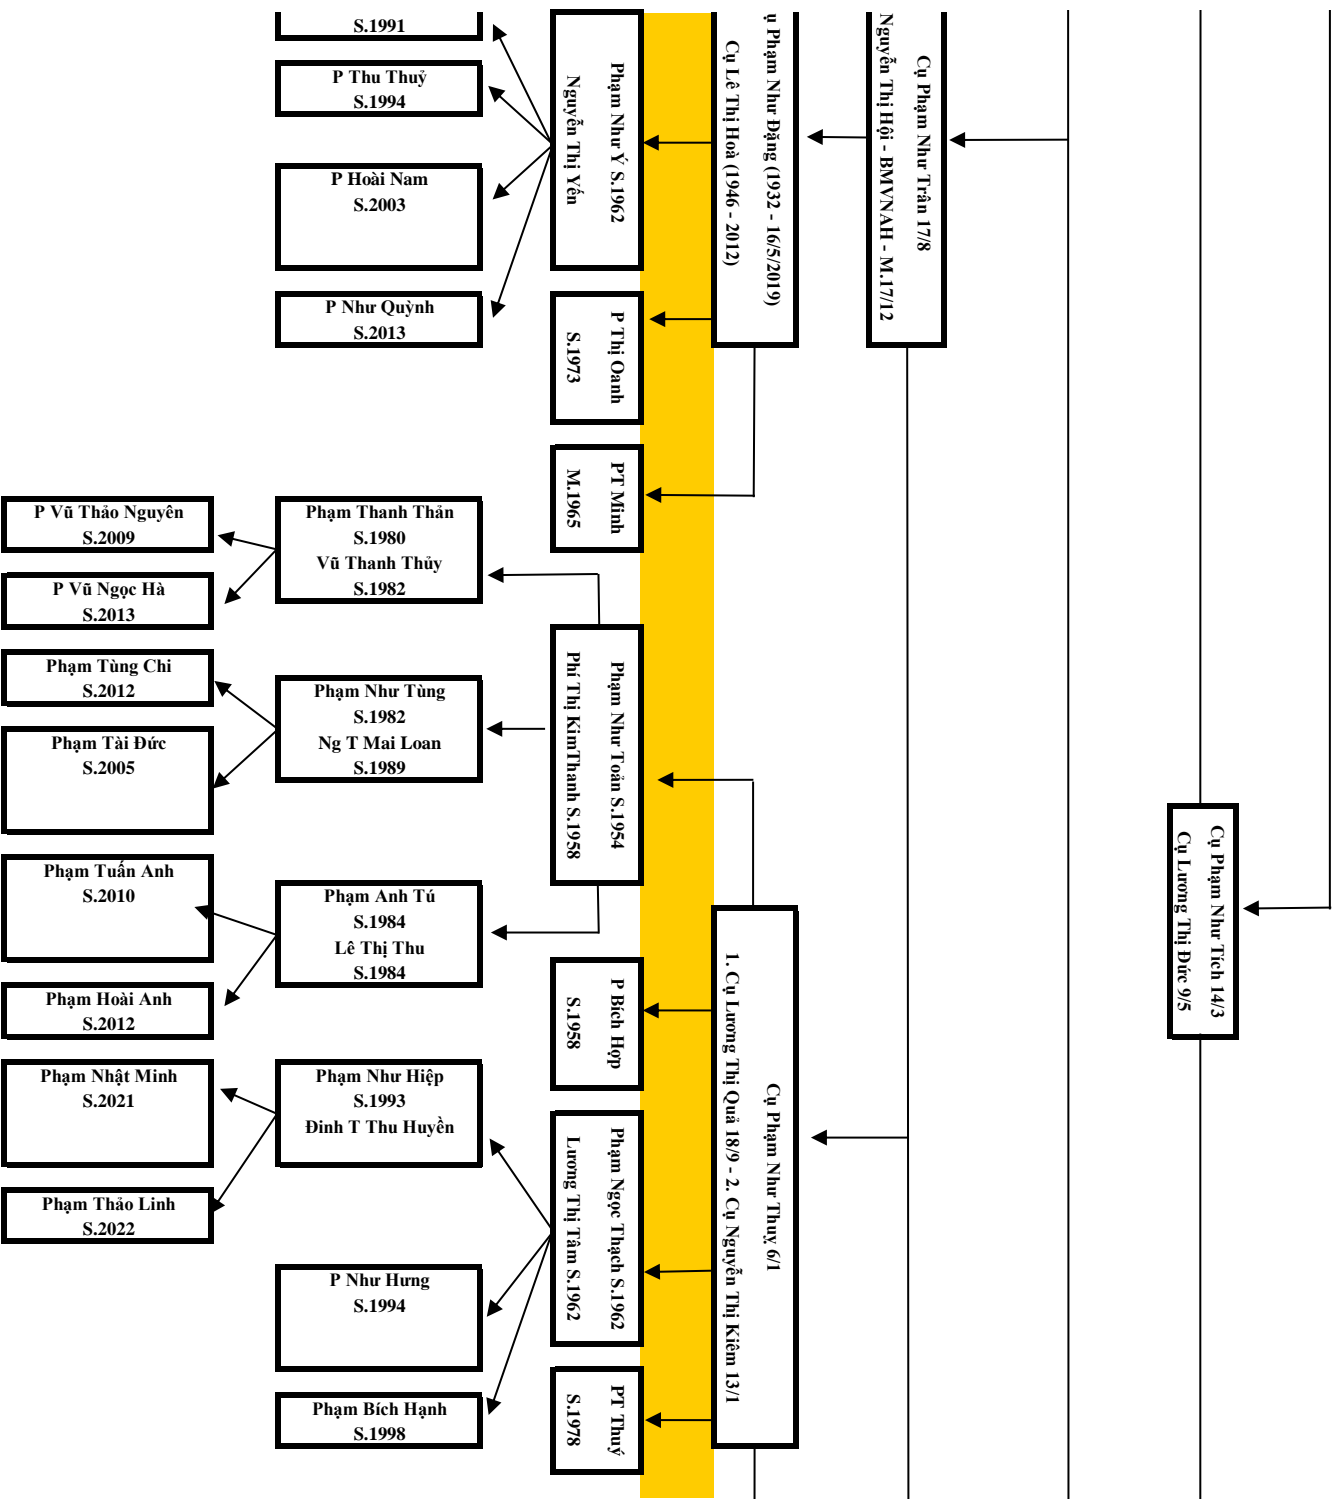 S.1991
P Thu Thuỷ
S.1994
P Hoài Nam
S.2003
P Như Quỳnh
S.2013
Phạm Như Ý S.1962
Nguyễn Thị Yến
P Thị Oanh
S.1973
PT Minh
M.1965
Phạm Như Đặng (1932 - 16/5/2019)
Cụ Lê Thị Hoà (1946 - 2012)
Cụ Phạm Như Trân 17/8
Nguyễn Thị Hội - BMVNAH - M.17/12
Cụ Phạm Như Tích 14/3
Cụ Lương Thị Đức 9/5
P Vũ Thảo Nguyên
S.2009
P Vũ Ngọc Hà
S.2013
Phạm Thanh Thản
S.1980
Vũ Thanh Thủy
S.1982
Phạm Tùng Chi
S.2012
Phạm Tài Đức
S.2005
Phạm Như Tùng
S.1982
Ng T Mai Loan
S.1989
Phạm Như Toản S.1954
Phí Thị KimThanh S.1958
Phạm Tuấn Anh
S.2010
Phạm Hoài Anh
S.2012
Phạm Anh Tú
S.1984
Lê Thị Thu
S.1984
P Bích Hợp
S.1958
Cụ Phạm Như Thuỵ 6/1
1. Cụ Lương Thị Quả 18/9 - 2. Cụ Nguyễn Thị Kiêm 13/1
Phạm Nhật Minh
S.2021
Phạm Thảo Linh
S.2022
Phạm Như Hiệp
S.1993
Đinh T Thu Huyền
P Như Hưng
S.1994
Phạm Bích Hạnh
S.1998
Phạm Ngọc Thạch S.1962
Lương Thị Tâm S.1962
PT Thuý
S.1978